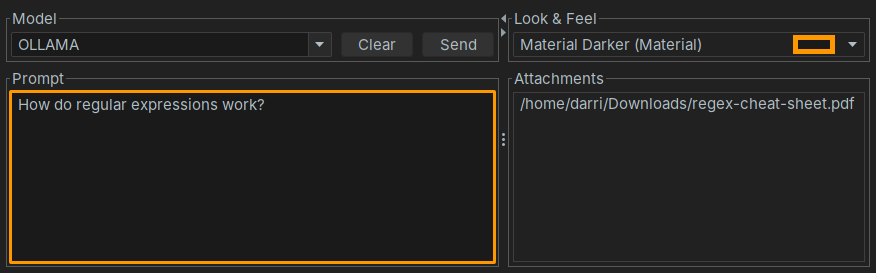 Model
OLLAMA
Clear
Send
Look & Feel
Material Darker (Material)
Prompt
How do regular expressions work?
Attachments
/home/darri/Downloads/regex-cheat-sheet.pdf